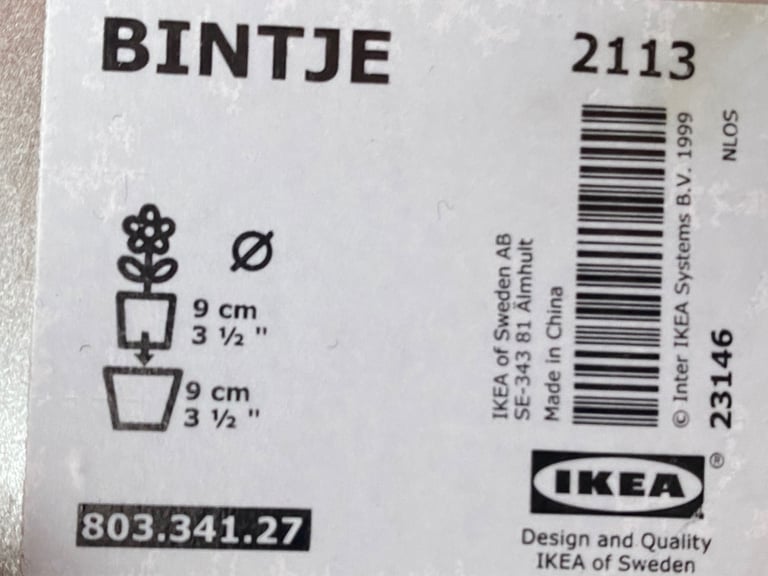 BINTJE
2113
Ø
9 cm
3 ½ "
9 cm
3 ½ "
803.341.27
IKEA of Sweden AB
SE-343 81 Älmhult
Made in China
© Inter IKEA Systems B.V. 1999
23146
NLOS
IKEA®
Design and Quality
IKEA of Sweden